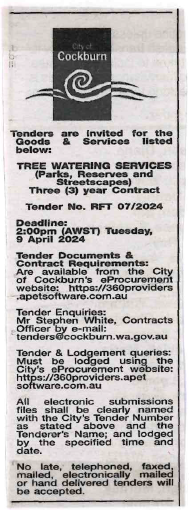 City of
Cockburn
Tenders are invited for the
Goods & Services listed
below:
TREE WATERING SERVICES
(Parks, Reserves and
Streetscapes)
Three (3) year Contract
Tender No. RFT 07/2024
Deadline:
2:00pm (AWST) Tuesday,
9 April 2024
Tender Documents &
Contract Requirements:
Are available from the City
of Cockburn's eProcurement
website: https://360providers
.apetsoftware.com.au
Tender Enquiries:
Mr Stephen White, Contracts
Officer by e-mail:
tenders@cockburn.wa.gov.au
Tender & Lodgement queries:
Must be lodged using the
City's eProcurement website:
https://360providers.apet
software.com.au
All electronic submissions
files shall be clearly named
with the City's Tender Number
as stated above and the
Tenderer's Name; and lodged
by the specified time and
date.
No late, telephoned, faxed,
mailed, electronically mailed
or hand delivered tenders will
be accepted.